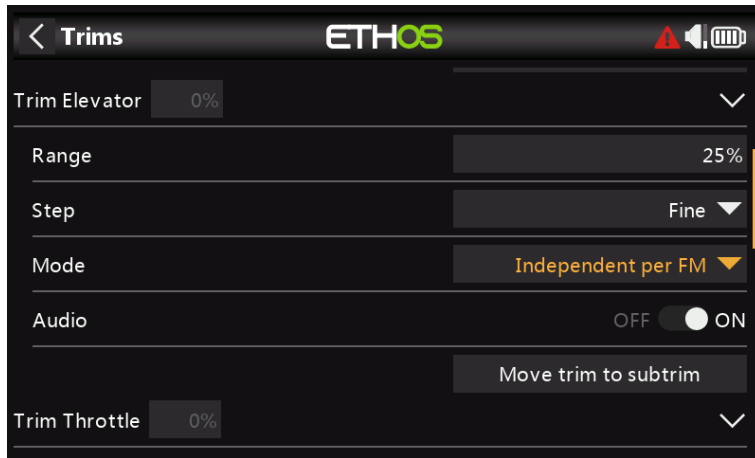 Trims ETHOS
Trim Elevator 0%
Range 25%
Step Fine
Mode Independent per FM
Audio OFF ON
Move trim to subtrim
Trim Throttle 0%